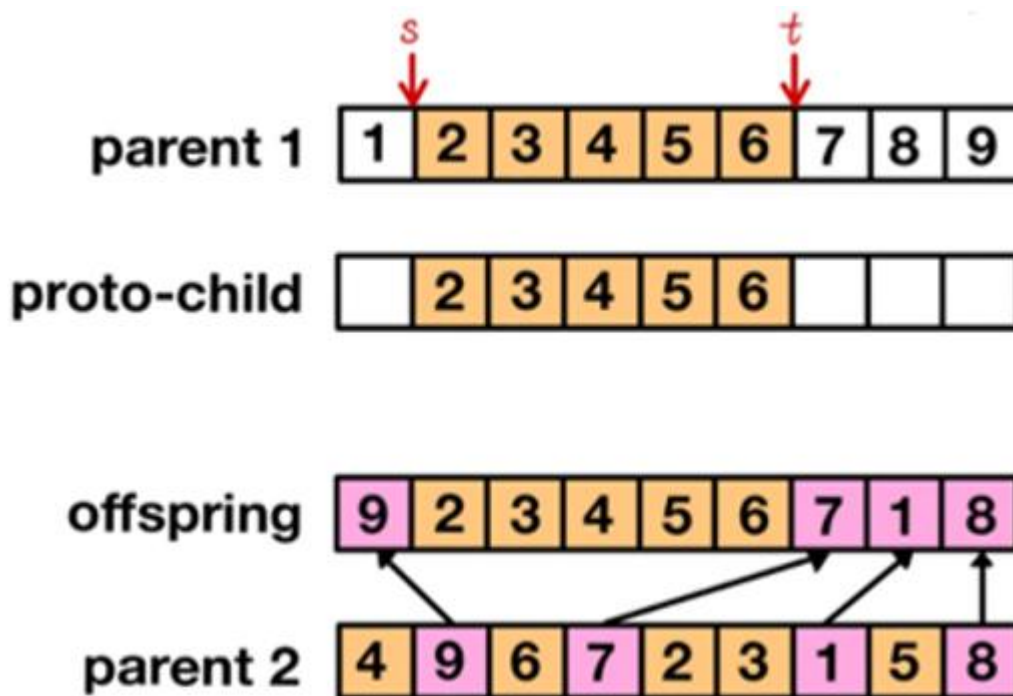 s t
parent 1 1 2 3 4 5 6 7 8 9
proto-child 2 3 4 5 6
offspring 9 2 3 4 5 6 7 1 8
parent 2 4 9 6 7 2 3 1 5 8